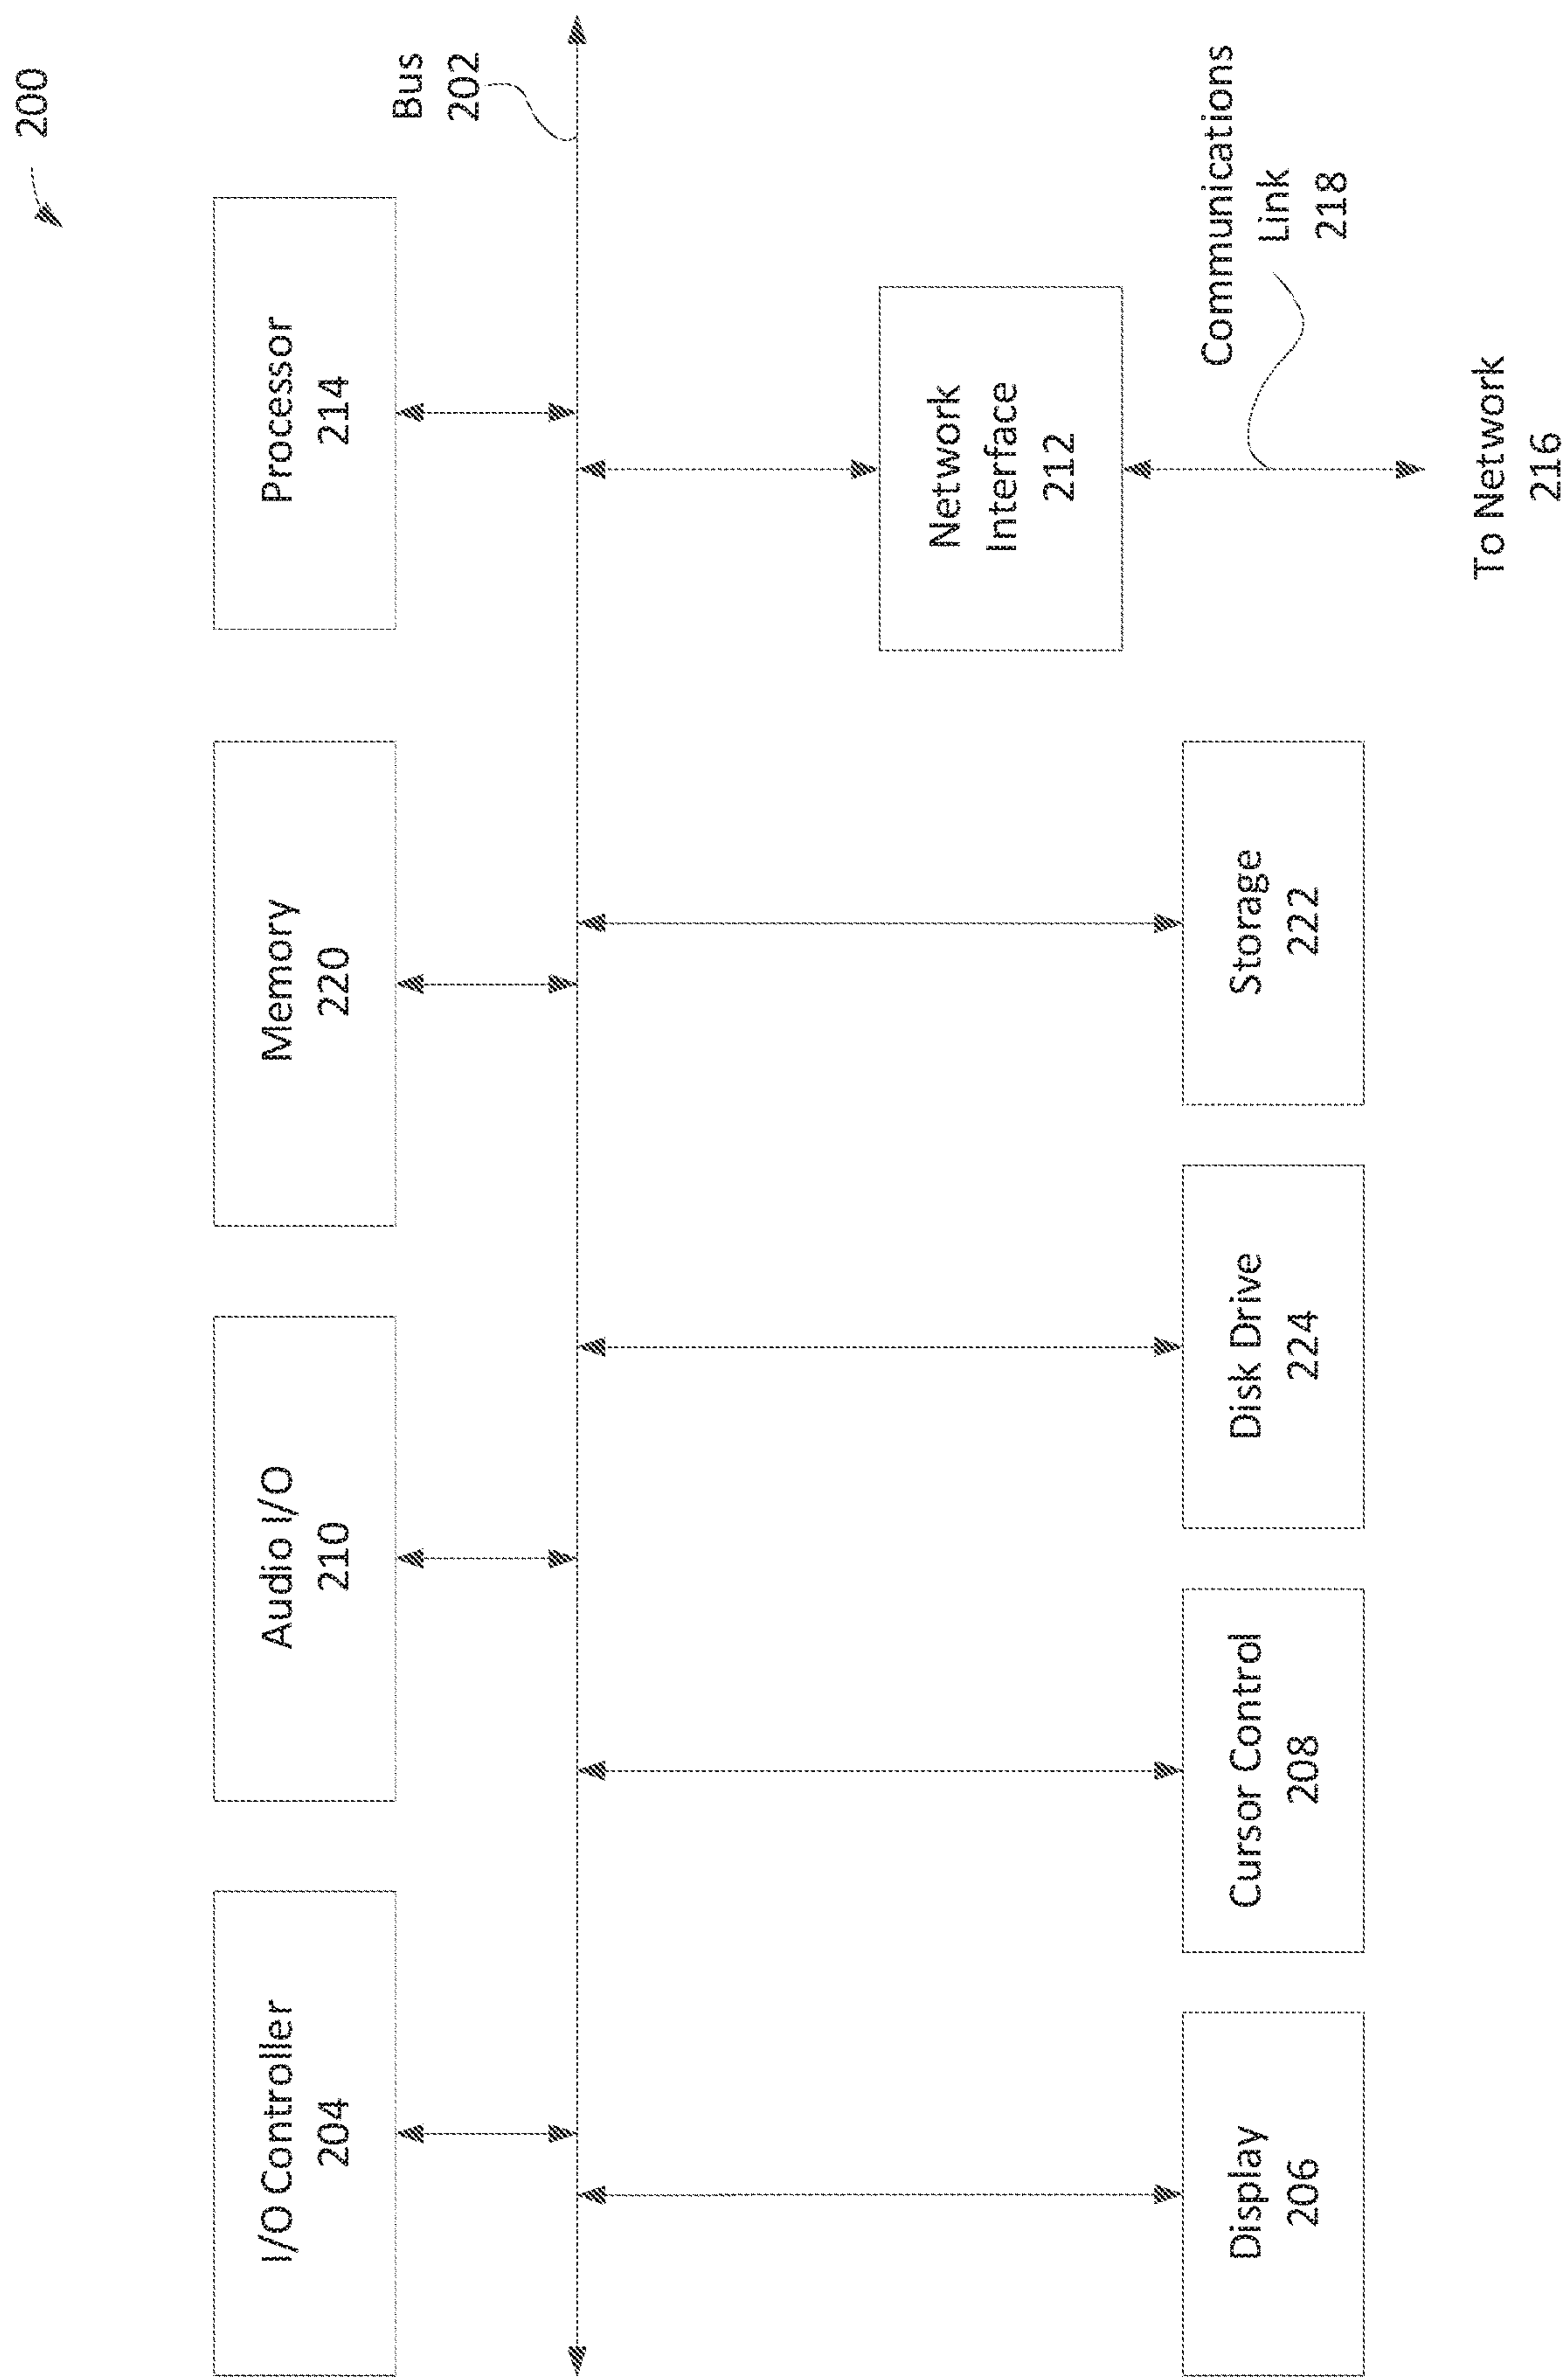 200
I/O Controller
204
Audio I/O
210
Memory
220
Processor
214
Bus
202
Network
Interface
212
Display
206
Cursor Control
208
Disk Drive
224
Storage
222
Communications
Link
218
To Network
216